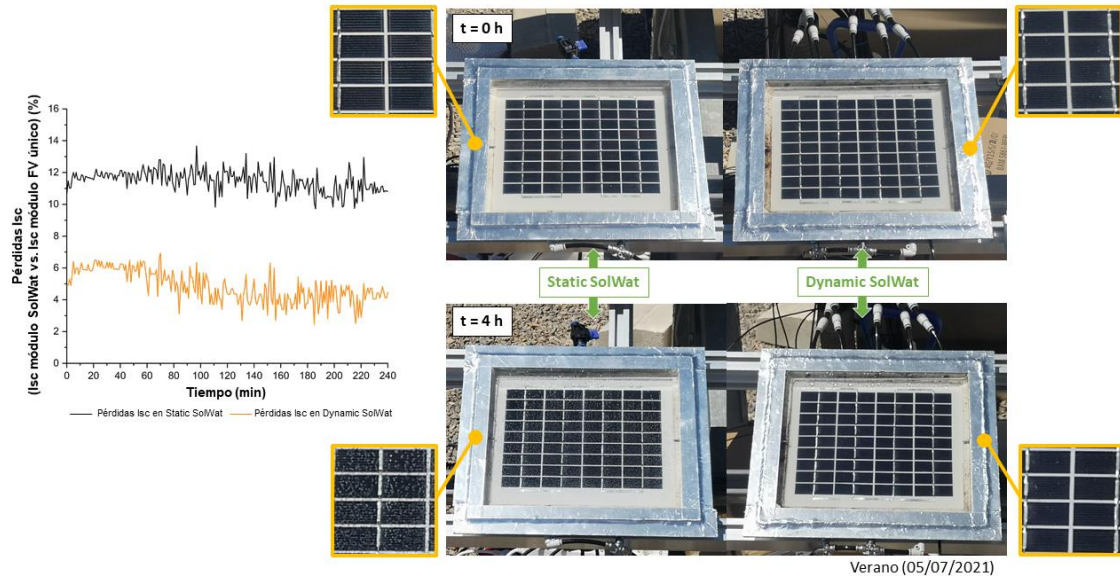 t = 0 h
Pérdidas Isc
(Isc módulo SolWat vs. Isc módulo FV único) (%)
16
14
12
10
8
6
4
2
0
0 20 40 60 80 100 120 140 160 180 200 220 240
Tiempo (min)
Pérdidas Isc en Static SolWat
Pérdidas Isc en Dynamic SolWat
Static SolWat
Dynamic SolWat
t = 4 h
Verano (05/07/2021)